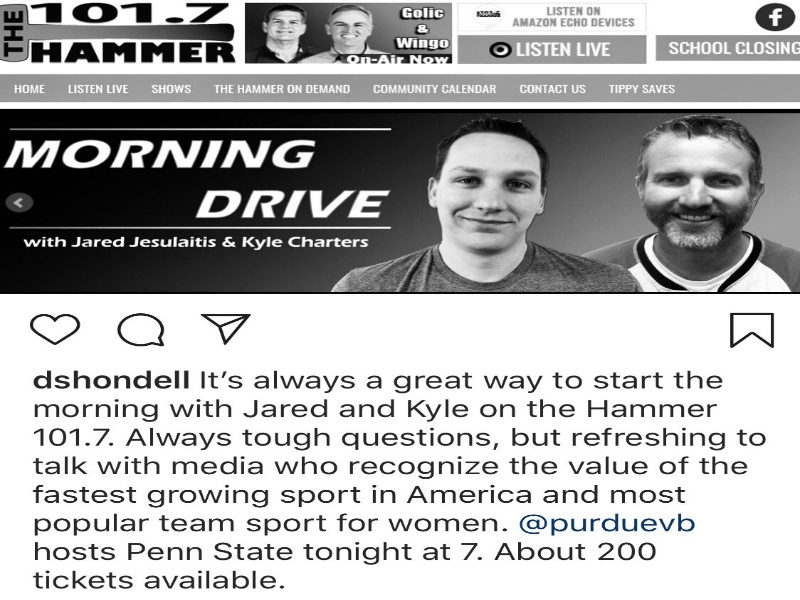 THE
101.7
HAMMER
Golic
&
Wingo
On-Air Now
LISTEN ON
AMAZON ECHO DEVICES
LISTEN LIVE
SCHOOL CLOSING
HOME LISTEN LIVE SHOWS THE HAMMER ON DEMAND COMMUNITY CALENDAR CONTACT US TIPPY SAVES
MORNING
DRIVE
with Jared Jesulaitis & Kyle Charters
dshondell It’s always a great way to start the
morning with Jared and Kyle on the Hammer
101.7. Always tough questions, but refreshing to
talk with media who recognize the value of the
fastest growing sport in America and most
popular team sport for women. @purduevb
hosts Penn State tonight at 7. About 200
tickets available.